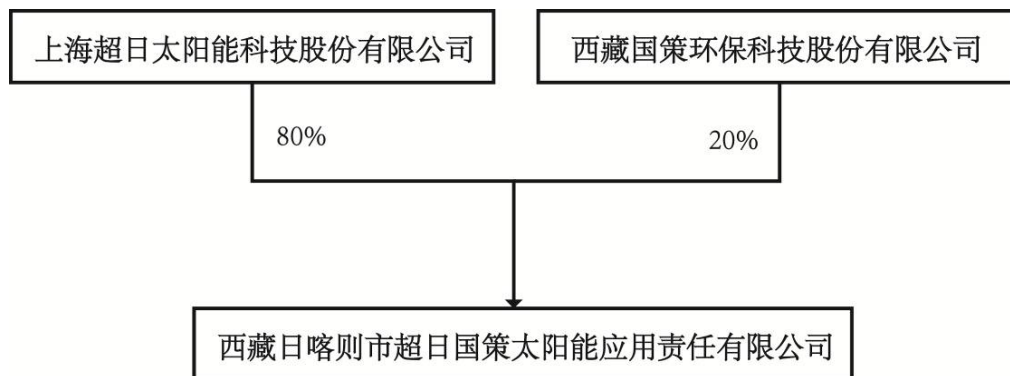 上海超日太阳能科技股份有限公司
西藏国策环保科技股份有限公司
80%
20%
西藏日喀则市超日国策太阳能应用责任有限公司